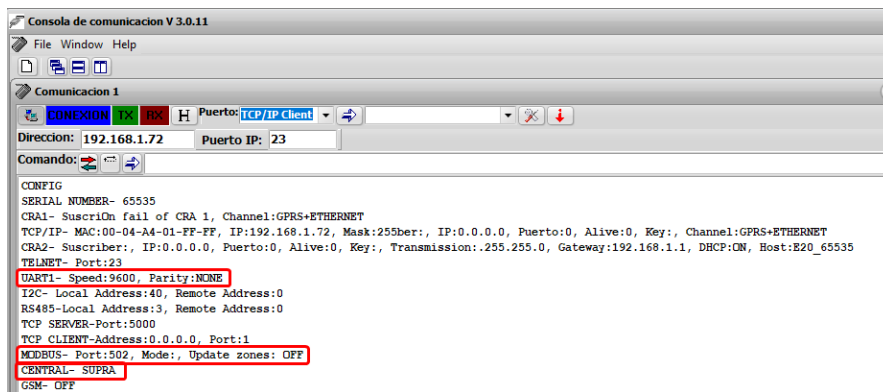 Consola de comunicacion V 3.0.11
File Window Help
Comunicacion 1
CONEXION TX RX H Puerto: TCP/IP Client
Direccion: 192.168.1.72 Puerto IP: 23
Comando:
CONFIG
SERIAL NUMBER- 65535
CRA1- SuscriOn fail of CRA 1, Channel:GPRS+ETHERNET
TCP/IP- MAC:00-04-A4-01-FF-FF, IP:192.168.1.72, Mask:255ber:, IP:0.0.0.0, Puerto:0, Alive:0, Key:, Channel:GPRS+ETHERNET
CRA2- Suscriber:, IP:0.0.0.0, Puerto:0, Alive:0, Key:, Transmission:.255.255.0, Gateway:192.168.1.1, DHCP:ON, Host:E20_65535
TELNET- Port:23
UART1- Speed:9600, Parity:NONE
I2C- Local Address:40, Remote Address:0
RS485-Local Address:3, Remote Address:0
TCP SERVER-Port:5000
TCP CLIENT-Address:0.0.0.0, Port:1
MODBUS- Port:502, Mode:, Update zones: OFF
CENTRAL- SUPRA
GSM- OFF